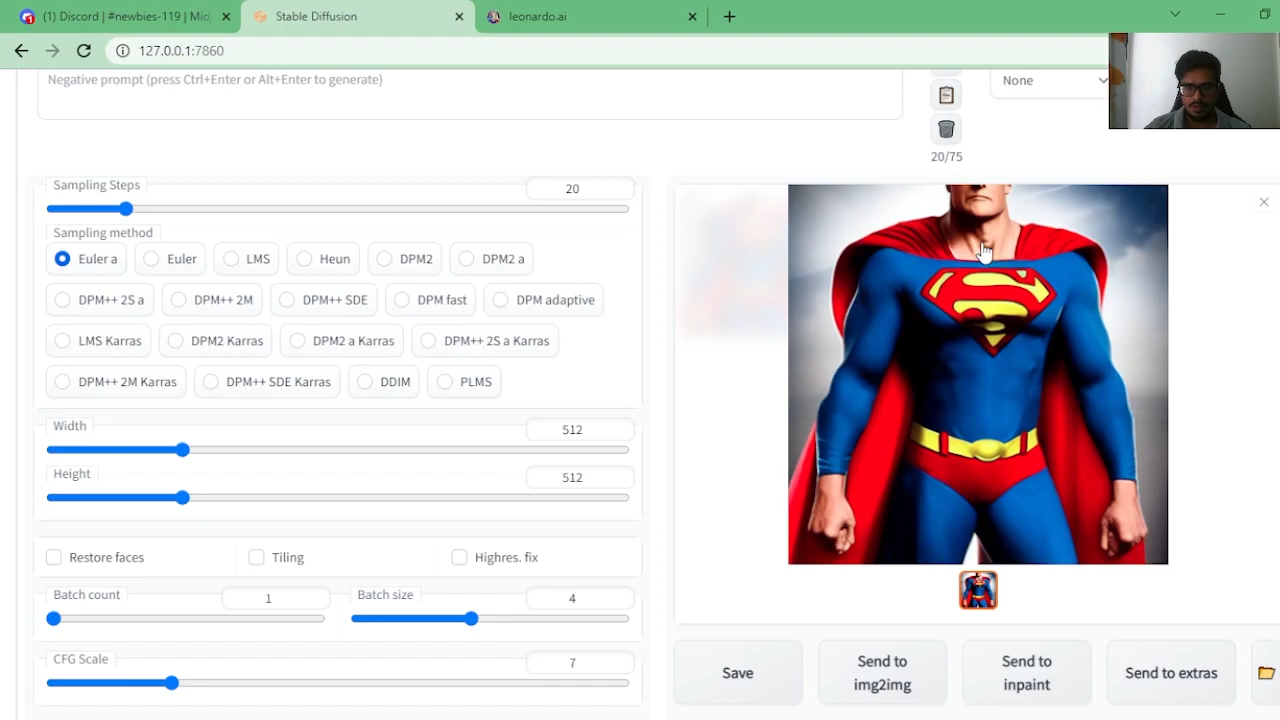 (1) Discord | #newbies-119 | Mid
Stable Diffusion
leonardo.ai
127.0.0.1:7860
Negative prompt (press Ctrl+Enter or Alt+Enter to generate)
None
20/75
Sampling Steps
20
Sampling method
Euler a
Euler
LMS
Heun
DPM2
DPM2 a
DPM++ 2S a
DPM++ 2M
DPM++ SDE
DPM fast
DPM adaptive
LMS Karras
DPM2 Karras
DPM2 a Karras
DPM++ 2S a Karras
DPM++ 2M Karras
DPM++ SDE Karras
DDIM
PLMS
Width
512
Height
512
Restore faces
Tiling
Highres. fix
Batch count
1
Batch size
4
CFG Scale
7
S
Save
Send to
img2img
Send to
inpaint
Send to extras